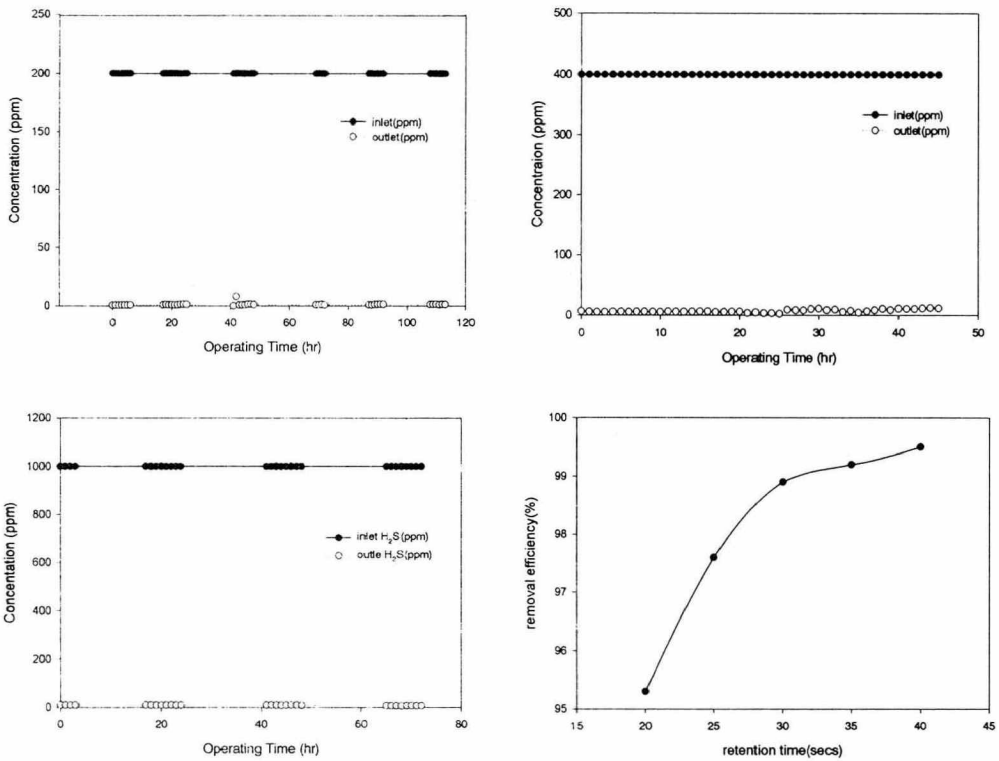 250
200
150
100
50
0
Concentration (ppm)
inlet(ppm)
outlet(ppm)
0 20 40 60 80 100 120
Operating Time (hr)
500
400
300
200
100
0
Concentraion (ppm)
inlet(ppm)
outlet(ppm)
0 10 20 30 40 50
Operating Time (hr)
1200
1000
800
600
400
200
0
Concentation (ppm)
inlet H₂S(ppm)
outle H₂S(ppm)
0 20 40 60 80
Operating Time (hr)
100
99
98
97
96
95
removal efficiency(%)
15 20 25 30 35 40 45
retention time(secs)